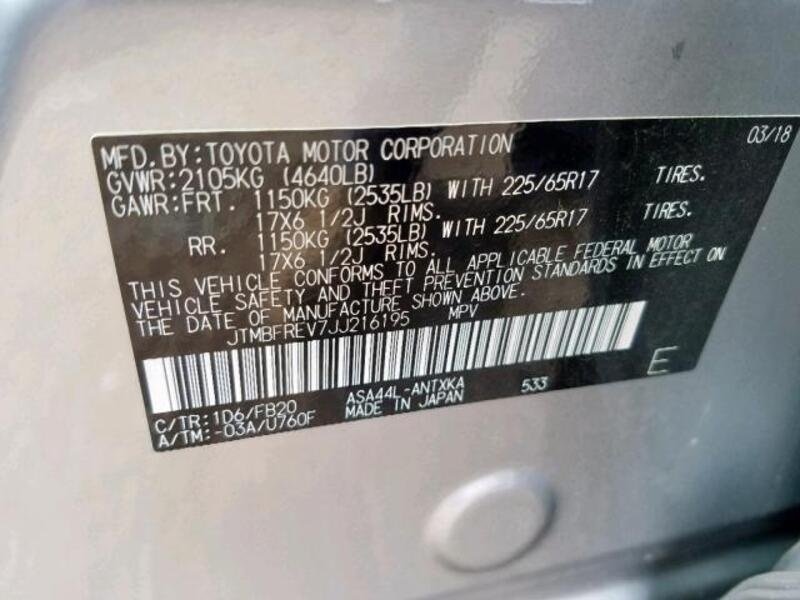 03/18
MFD.BY:TOYOTA MOTOR CORPORATION
GVWR:2105KG (4640LB)
GAWR:FRT. 1150KG (2535LB) WITH 225/65R17 TIRES.
17X6 1/2J RIMS.
RR. 1150KG (2535LB) WITH 225/65R17 TIRES.
17X6 1/2J RIMS.
THIS VEHICLE CONFORMS TO ALL APPLICABLE FEDERAL MOTOR
VEHICLE SAFETY AND THEFT PREVENTION STANDARDS IN EFFECT ON
THE DATE OF MANUFACTURE SHOWN ABOVE.
JTMBFREV7JJ216195 MPV
C/TR:1D6/FB20 ASA44L-ANTXKA 533 E
A/TM:-03A/U760F MADE IN JAPAN